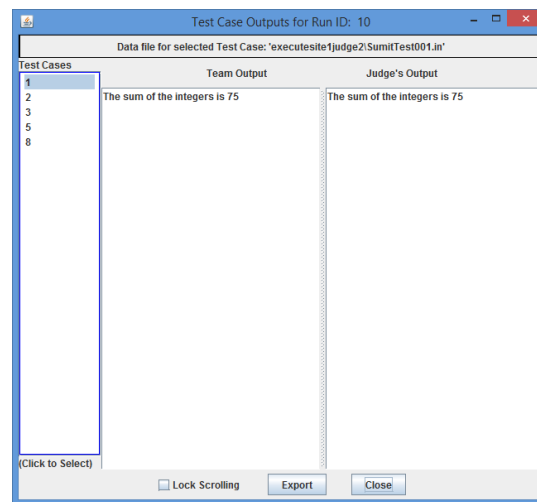 Test Case Outputs for Run ID: 10
Data file for selected Test Case: 'executesite1judge2\SumitTest001.in'
Test Cases
Team Output
Judge's Output
1
2
3
5
8
The sum of the integers is 75
The sum of the integers is 75
(Click to Select)
Lock Scrolling
Export
Close